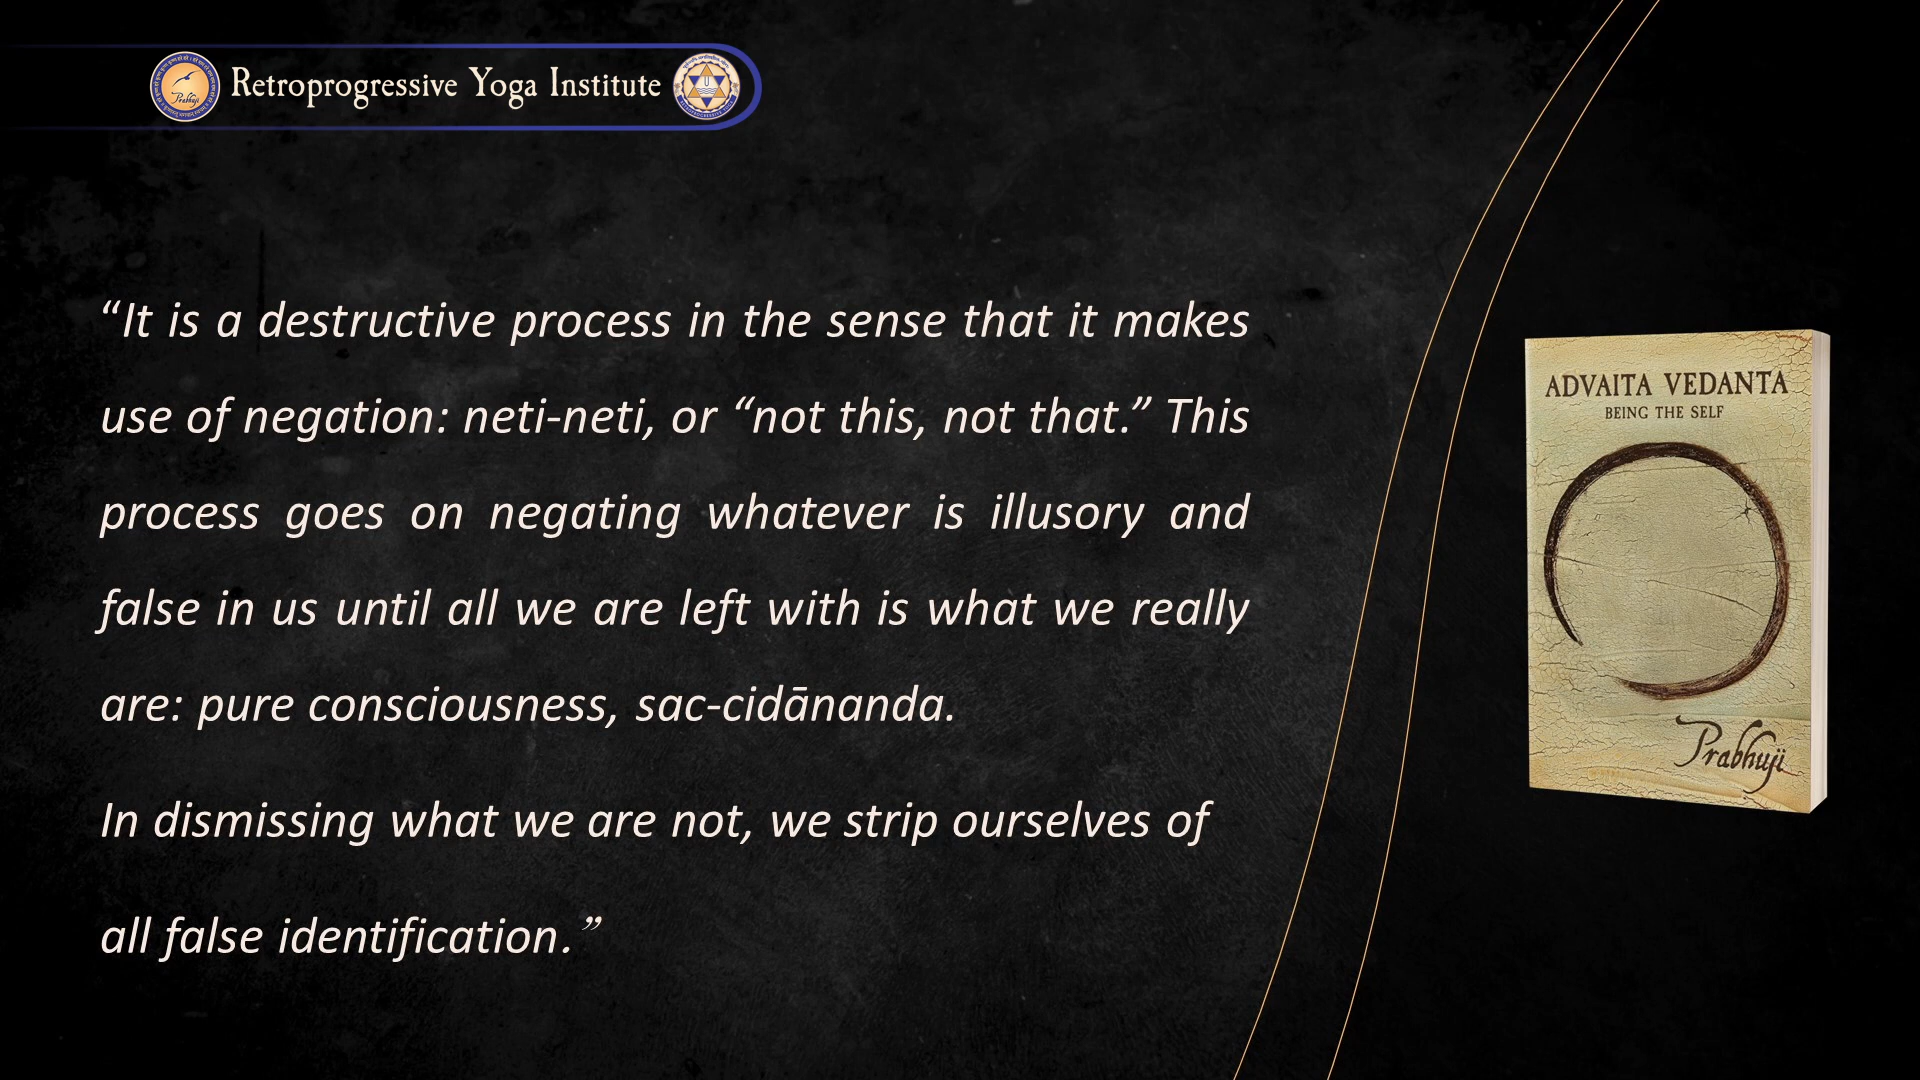 Retroprogressive Yoga Institute
“It is a destructive process in the sense that it makes
use of negation: neti-neti, or “not this, not that.” This
process goes on negating whatever is illusory and
false in us until all we are left with is what we really
are: pure consciousness, sac-cidānanda.
In dismissing what we are not, we strip ourselves of
all false identification.”
ADVAITA VEDANTA
BEING THE SELF
Prabhuji
Prabhuji